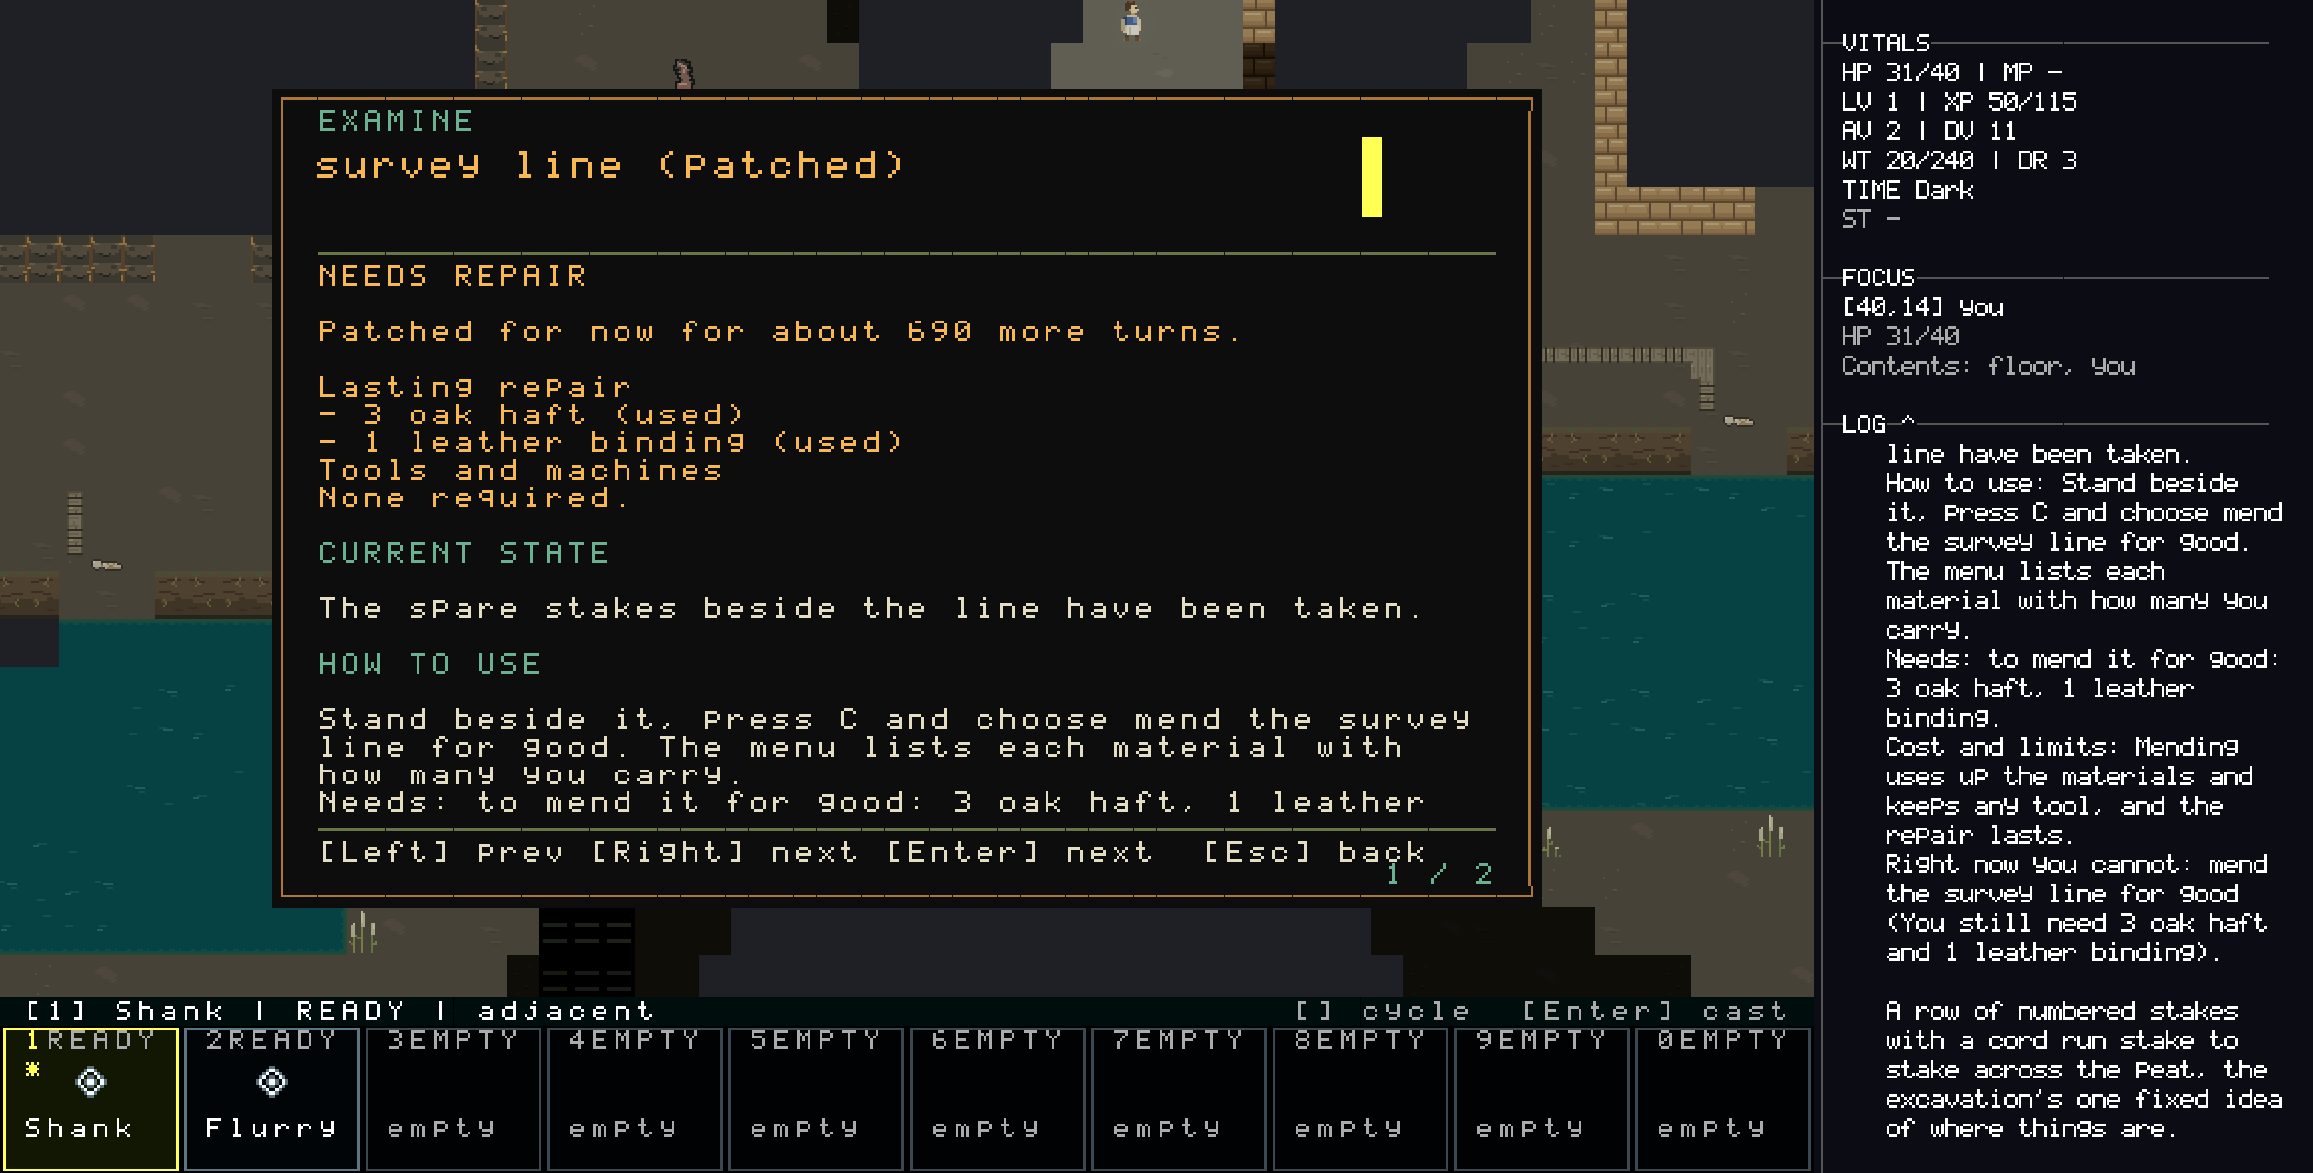 EXAMINE
survey line (patched)
NEEDS REPAIR
Patched for now for about 690 more turns.
Lasting repair
- 3 oak haft (used)
- 1 leather binding (used)
Tools and machines
None required.
CURRENT STATE
The spare stakes beside the line have been taken.
HOW TO USE
Stand beside it, press C and choose mend the survey
line for good. The menu lists each material with
how many you carry.
Needs: to mend it for good: 3 oak haft, 1 leather
[Left] prev [Right] next [Enter] next [Esc] back
1 / 2
VITALS
HP 31/40 | MP -
LV 1 | XP 50/115
AV 2 | DV 11
WT 20/240 | DR 3
TIME Dark
ST -
FOCUS
[40,14] You
HP 31/40
Contents: floor, You
LOG ^
line have been taken.
How to use: Stand beside
it, press C and choose mend
the survey line for good.
The menu lists each
material with how many you
carry.
Needs: to mend it for good:
3 oak haft, 1 leather
binding.
Cost and limits: Mending
uses up the materials and
keeps any tool, and the
repair lasts.
Right now you cannot: mend
the survey line for good
(You still need 3 oak haft
and 1 leather binding).
A row of numbered stakes
with a cord run stake to
stake across the peat, the
excavation's one fixed idea
of where things are.
[1] Shank | READY | adjacent
[] cycle [Enter] cast
1READY 2READY 3EMPTY 4EMPTY 5EMPTY 6EMPTY 7EMPTY 8EMPTY 9EMPTY 0EMPTY
Shank Flurry empty empty empty empty empty empty empty empty